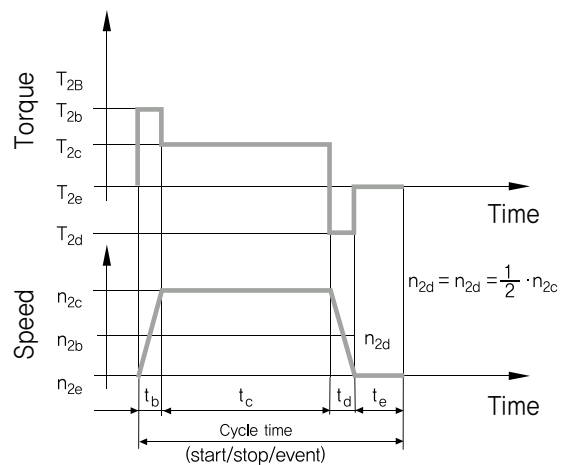 Torque
T2B
T2b
T2c
T2e
T2d
Time
Speed
n2c
n2b
n2e
n2d
n2d = n2d = 1/2 · n2c
tb
tc
td
te
Time
Cycle time
(start/stop/event)